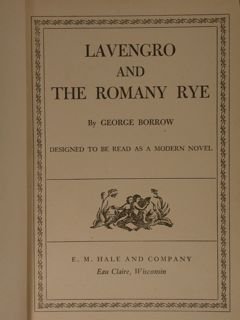 LAVENGRO
AND
THE ROMANY RYE
By GEORGE BORROW
DESIGNED TO BE READ AS A MODERN NOVEL
E. M. HALE AND COMPANY
Eau Claire, Wisconsin